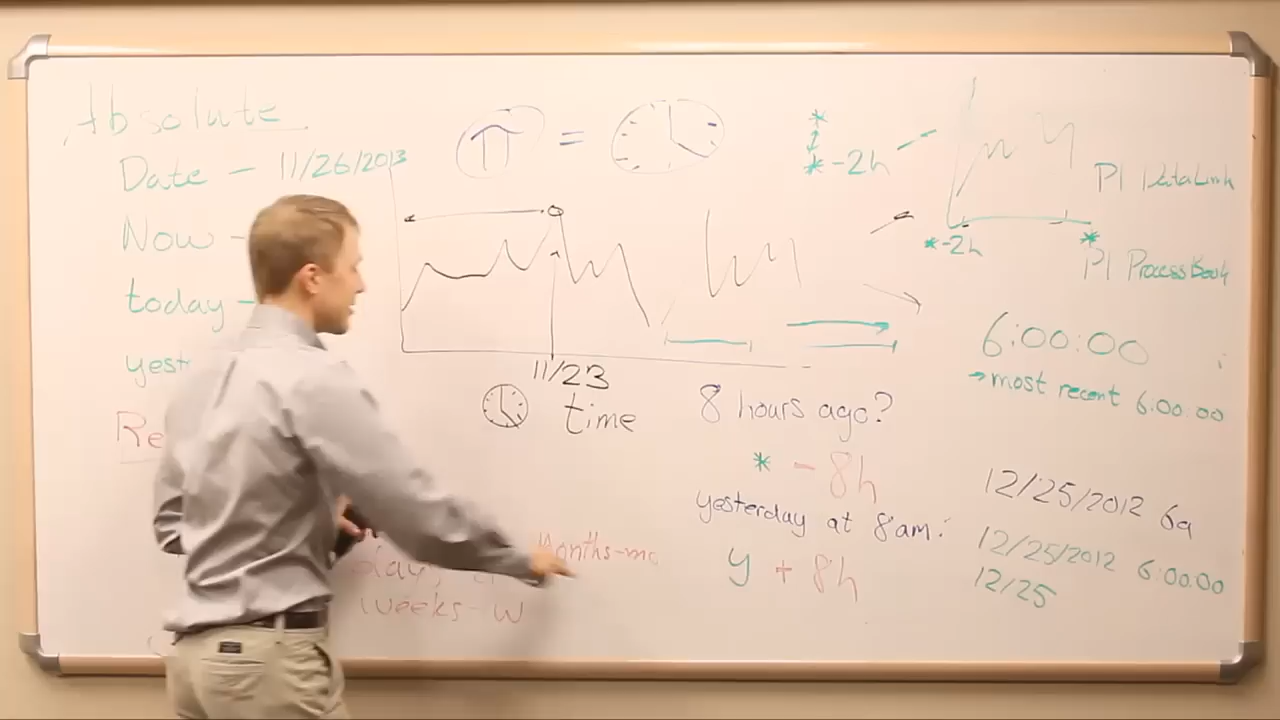 Absolute
Date - 11/26/2013
Now -
today -
yest
Re
days
weeks - w
months - mo
π =
11/23
time
*
* -2h
* -2h
*
PI DataLink
PI ProcessBook
6:00:00
→ most recent 6:00:00
8 hours ago?
* - 8h
yesterday at 8am:
y + 8h
12/25/2012 6a
12/25/2012 6:00:00
12/25